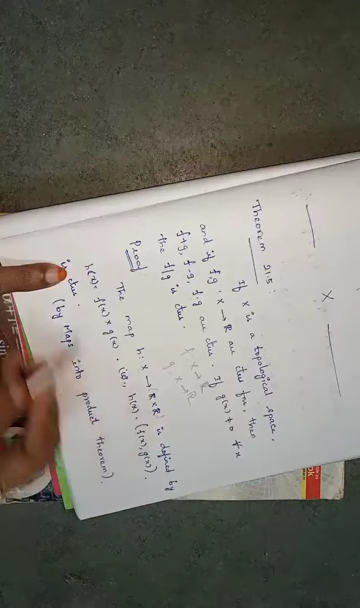 X
Theorem 21.5:
If X is a topological space,
and if f, g : X → R are cts fns, then
f+g, f-g, f.g are cts. If g(x) ≠ 0 ∀ x
the f/g is cts.
f: X → R
g: X → R
Proof
The map h: X → (R × R) is defined by
h(x) = f(x) × g(x). i.e., h(x) = (f(x), g(x)).
is cts. (by Maps into product theorem).